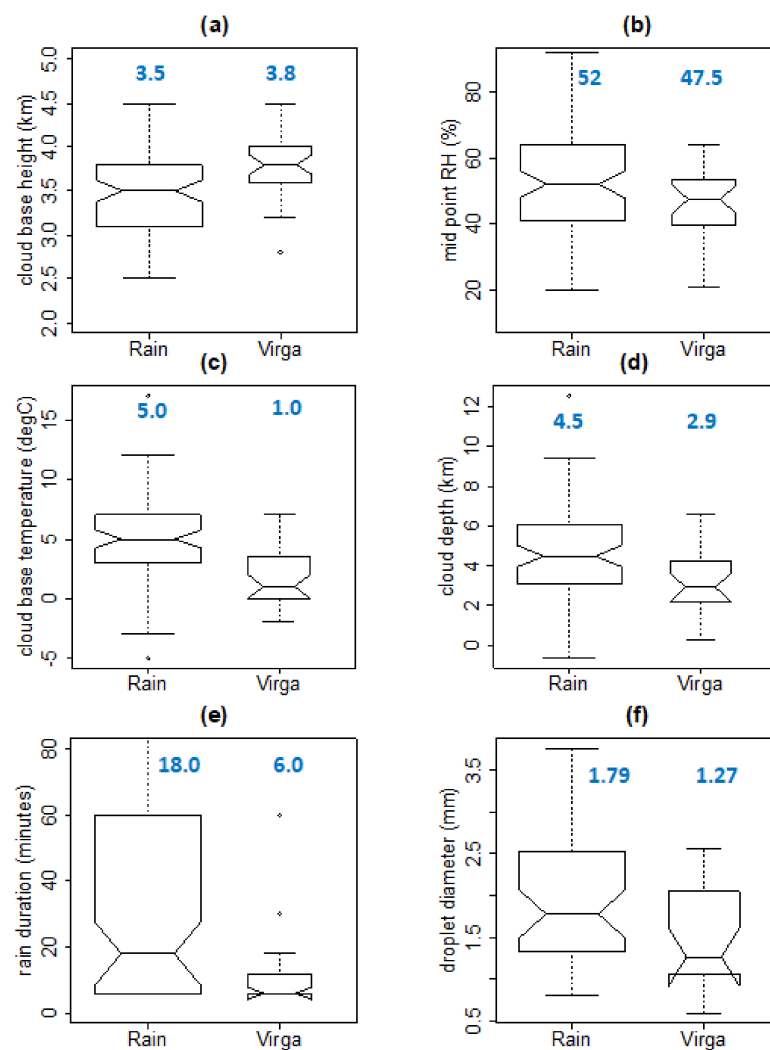 (a)
cloud base height (km)
2.0 2.5 3.0 3.5 4.0 4.5 5.0
3.5 3.8
Rain Virga
(b)
mid point RH (%)
20 40 60 80
52 47.5
Rain Virga
(c)
cloud base temperature (degC)
-5 0 5 10 15
5.0 1.0
Rain Virga
(d)
cloud depth (km)
0 2 4 6 8 12
4.5 2.9
Rain Virga
(e)
rain duration (minutes)
0 20 40 60 80
18.0 6.0
Rain Virga
(f)
droplet diameter (mm)
0.5 1.5 2.5 3.5
1.79 1.27
Rain Virga